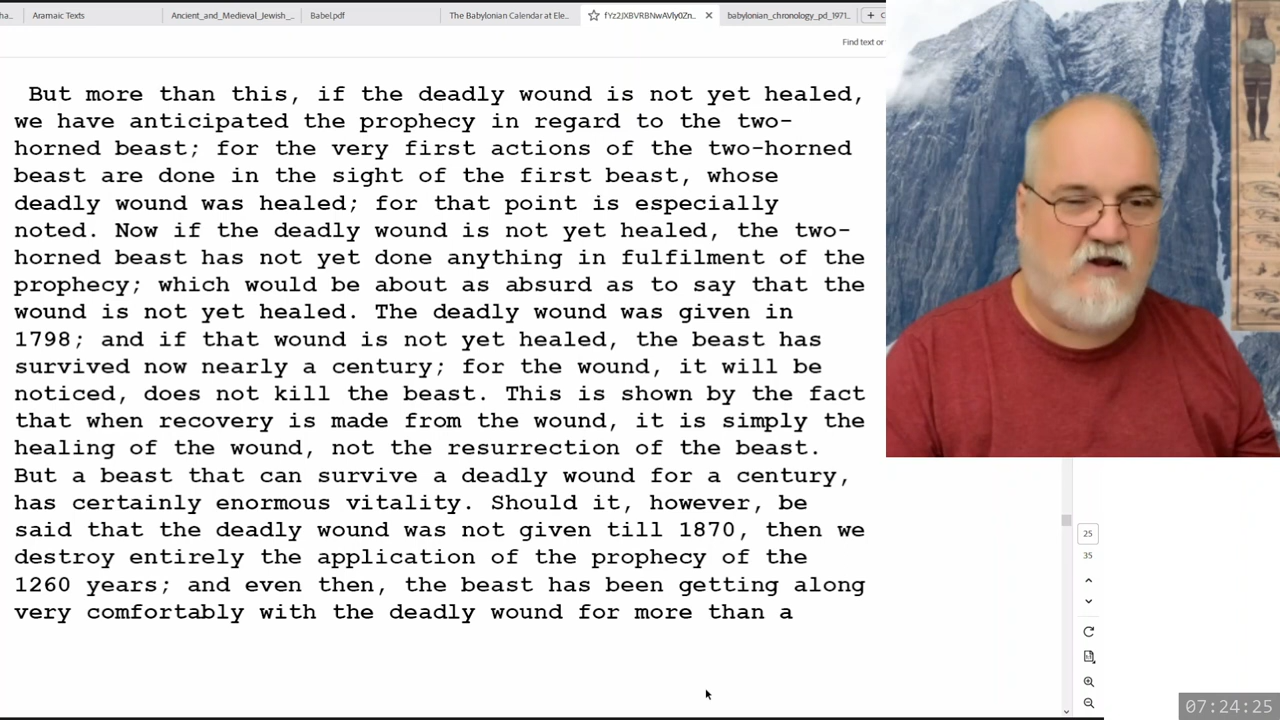 Aramaic Texts
Ancient_and_Medieval_Jewish_...
Babel.pdf
The Babylonian Calendar at Ele...
fYz2JXBVRBNwAVly0Zn...
babylonian_chronology_pd_1971...
Find text or
But more than this, if the deadly wound is not yet healed,
we have anticipated the prophecy in regard to the two-
horned beast; for the very first actions of the two-horned
beast are done in the sight of the first beast, whose
deadly wound was healed; for that point is especially
noted. Now if the deadly wound is not yet healed, the two-
horned beast has not yet done anything in fulfilment of the
prophecy; which would be about as absurd as to say that the
wound is not yet healed. The deadly wound was given in
1798; and if that wound is not yet healed, the beast has
survived now nearly a century; for the wound, it will be
noticed, does not kill the beast. This is shown by the fact
that when recovery is made from the wound, it is simply the
healing of the wound, not the resurrection of the beast.
But a beast that can survive a deadly wound for a century,
has certainly enormous vitality. Should it, however, be
said that the deadly wound was not given till 1870, then we
destroy entirely the application of the prophecy of the
1260 years; and even then, the beast has been getting along
very comfortably with the deadly wound for more than a
25
35
07:24:25